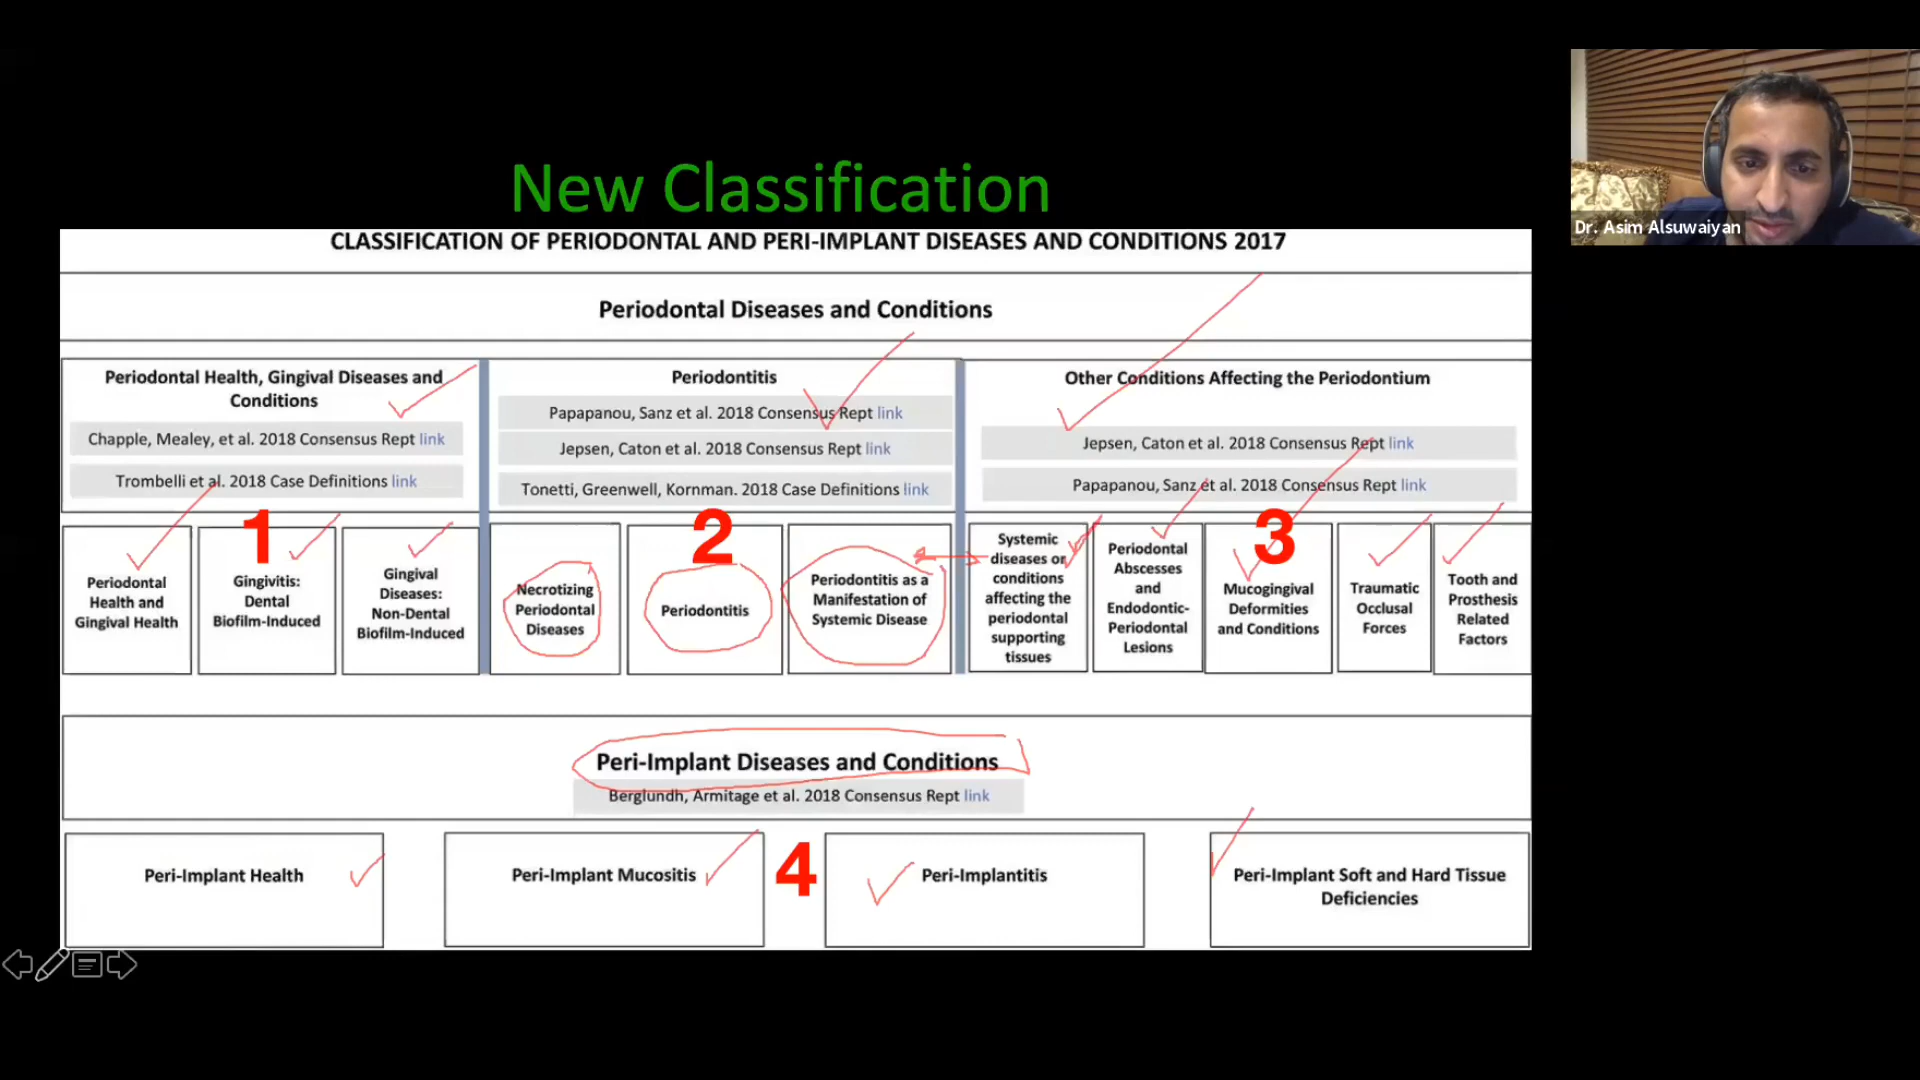 New Classification
CLASSIFICATION OF PERIODONTAL AND PERI-IMPLANT DISEASES AND CONDITIONS 2017
Periodontal Diseases and Conditions
Periodontal Health, Gingival Diseases and
Conditions
Chapple, Mealey, et al. 2018 Consensus Rept link
Trombelli et al. 2018 Case Definitions link
Periodontitis
Papapanou, Sanz et al. 2018 Consensus Rept link
Jepsen, Caton et al. 2018 Consensus Rept link
Tonetti, Greenwell, Kornman. 2018 Case Definitions link
Other Conditions Affecting the Periodontium
Jepsen, Caton et al. 2018 Consensus Rept link
Papapanou, Sanz et al. 2018 Consensus Rept link
1
Periodontal
Health and
Gingival Health
Gingivitis:
Dental
Biofilm-Induced
Gingival
Diseases:
Non-Dental
Biofilm-Induced
2
Necrotizing
Periodontal
Diseases
Periodontitis
Periodontitis as a
Manifestation of
Systemic Disease
3
Systemic
diseases or
conditions
affecting the
periodontal
supporting
tissues
Periodontal
Abscesses
and
Endodontic-
Periodontal
Lesions
Mucogingival
Deformities
and Conditions
Traumatic
Occlusal
Forces
Tooth and
Prosthesis
Related
Factors
Peri-Implant Diseases and Conditions
Berglundh, Armitage et al. 2018 Consensus Rept link
Peri-Implant Health
Peri-Implant Mucositis
4
Peri-Implantitis
Peri-Implant Soft and Hard Tissue
Deficiencies
Dr. Asim Alsuwaiyan